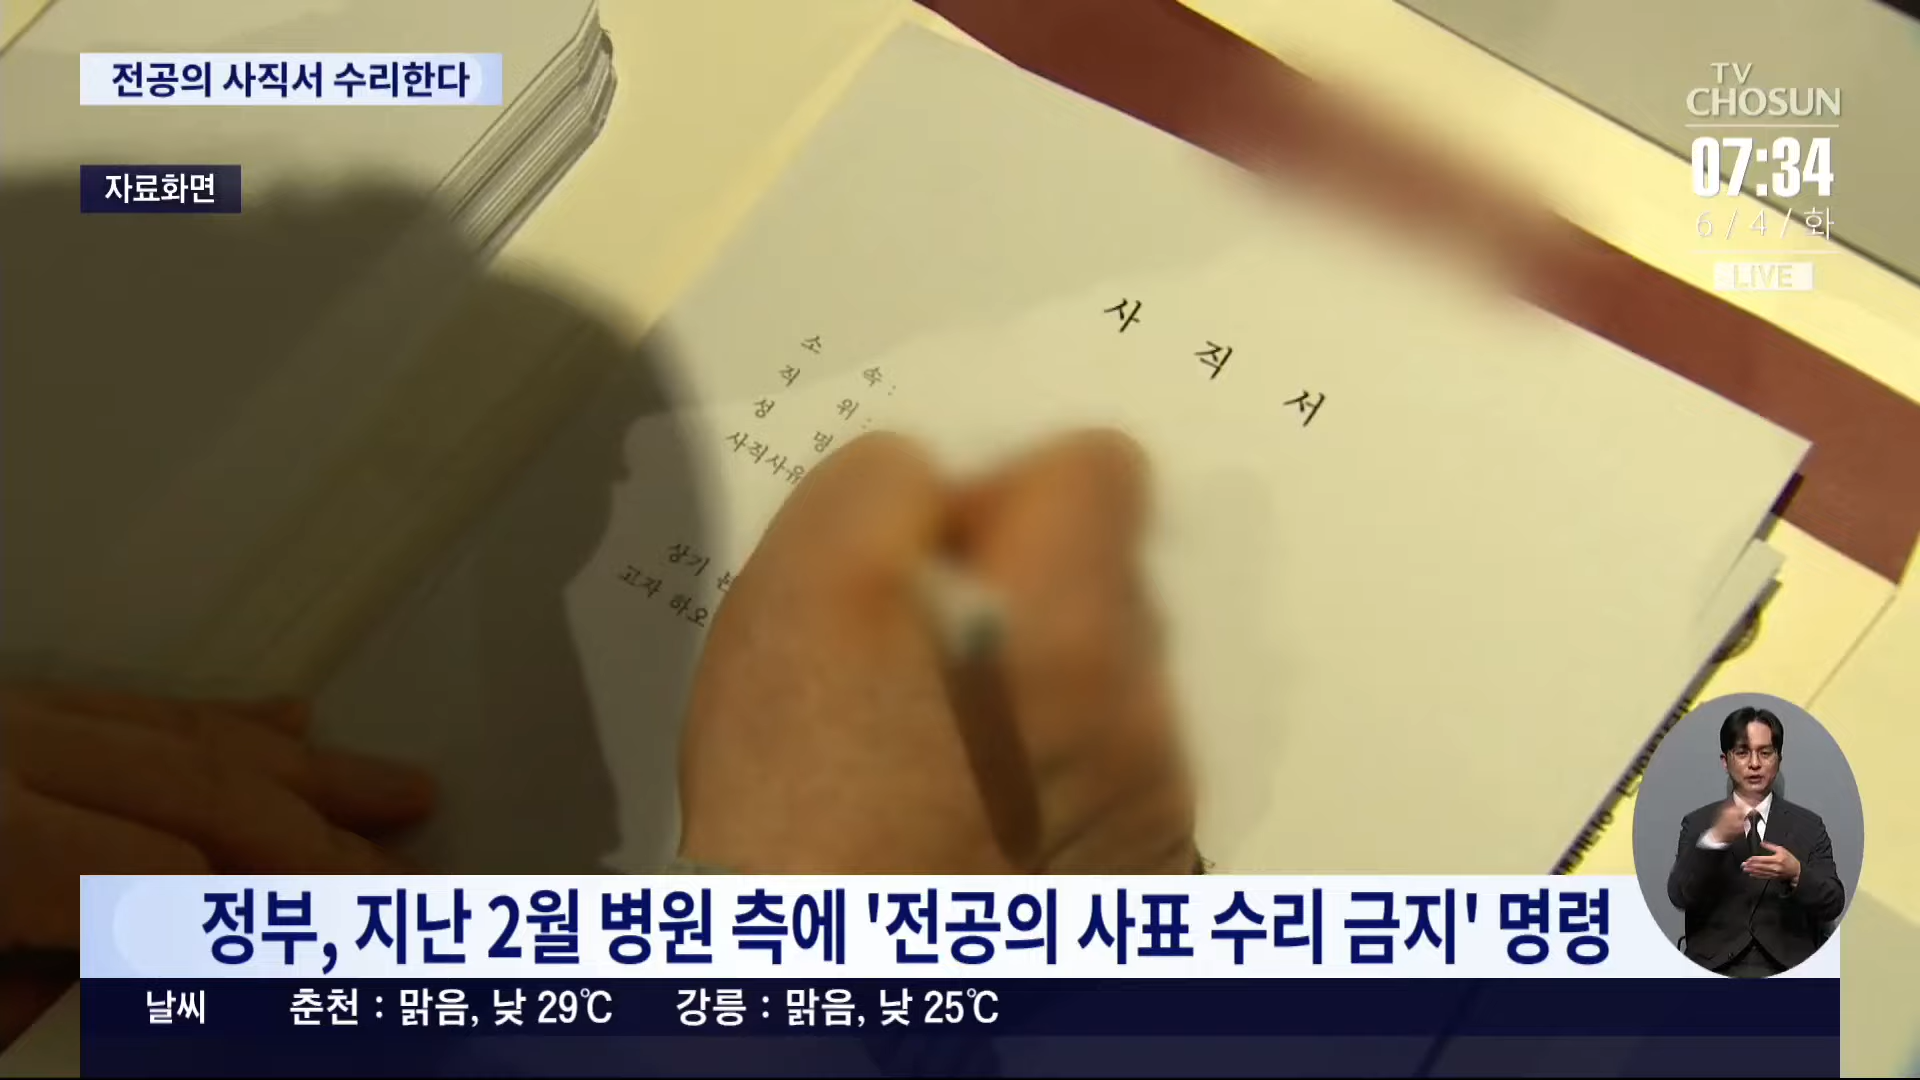 전공의 사직서 수리한다
자료화면
TV
CHOSUN
07:34
6 / 4 / 화
LIVE
사 직 서
소 속 :
직 위 :
성 명
사직사유
상기 본
고자 하오
정부, 지난 2월 병원 측에 '전공의 사표 수리 금지' 명령
날씨 춘천 : 맑음, 낮 29℃ 강릉 : 맑음, 낮 25℃